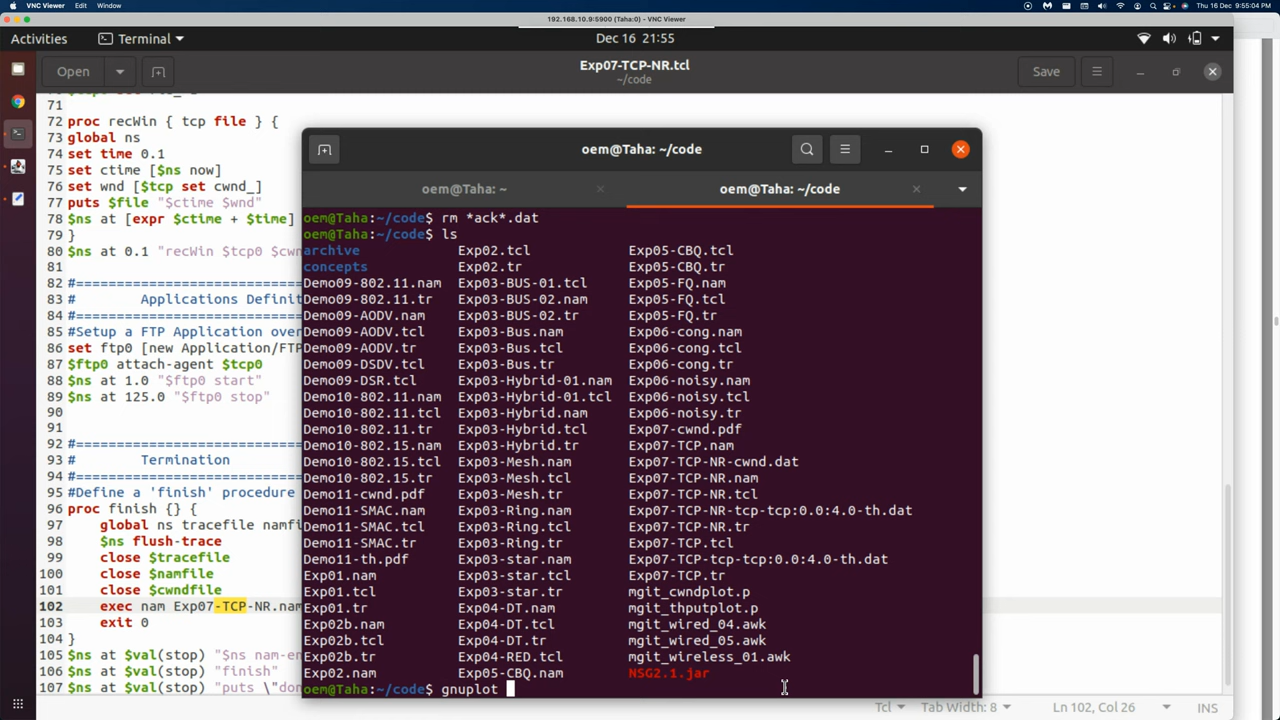 VNC Viewer Edit Window
Thu 16 Dec 9:55:04 PM
192.168.10.9:5900 (Taha:0) - VNC Viewer
Activities Terminal Dec 16 21:55
Open Exp07-TCP-NR.tcl Save
~/code
71
72 proc recWin { tcp file } {
73 global ns
74 set time 0.1
75 set ctime [$ns now]
76 set wnd [$tcp set cwnd_]
77 puts $file "$ctime $wnd"
78 $ns at [expr $ctime + $time]
79 }
80 $ns at 0.1 "recWin $tcp0 $cwn
81
82 #=============================
83 # Applications Definit
84 #=============================
85 #Setup a FTP Application over
86 set ftp0 [new Application/FTP
87 $ftp0 attach-agent $tcp0
88 $ns at 1.0 "$ftp0 start"
89 $ns at 125.0 "$ftp0 stop"
90
91
92 #=============================
93 # Termination
94 #=============================
95 #Define a 'finish' procedure
96 proc finish {} {
97 global ns tracefile namfi
98 $ns flush-trace
99 close $tracefile
100 close $namfile
101 close $cwndfile
102 exec nam Exp07-TCP-NR.nam
103 exit 0
104 }
105 $ns at $val(stop) "$ns nam-en
106 $ns at $val(stop) "finish"
107 $ns at $val(stop) "puts \"don
Tcl Tab Width: 8 Ln 102, Col 26 INS
oem@Taha: ~/code
oem@Taha: ~ oem@Taha: ~/code
oem@Taha:~/code$ rm *ack*.dat
oem@Taha:~/code$ ls
archive Exp02.tcl Exp05-CBQ.tcl
concepts Exp02.tr Exp05-CBQ.tr
Demo09-802.11.nam Exp03-BUS-01.tcl Exp05-FQ.nam
Demo09-802.11.tr Exp03-BUS-02.nam Exp05-FQ.tcl
Demo09-AODV.nam Exp03-BUS-02.tr Exp05-FQ.tr
Demo09-AODV.tcl Exp03-Bus.nam Exp06-cong.nam
Demo09-AODV.tr Exp03-Bus.tcl Exp06-cong.tcl
Demo09-DSDV.tcl Exp03-Bus.tr Exp06-cong.tr
Demo09-DSR.tcl Exp03-Hybrid-01.nam Exp06-noisy.nam
Demo10-802.11.nam Exp03-Hybrid-01.tcl Exp06-noisy.tcl
Demo10-802.11.tcl Exp03-Hybrid.nam Exp06-noisy.tr
Demo10-802.11.tr Exp03-Hybrid.tcl Exp07-cwnd.pdf
Demo10-802.15.nam Exp03-Hybrid.tr Exp07-TCP.nam
Demo10-802.15.tcl Exp03-Mesh.nam Exp07-TCP-NR-cwnd.dat
Demo10-802.15.tr Exp03-Mesh.tcl Exp07-TCP-NR.nam
Demo11-cwnd.pdf Exp03-Mesh.tr Exp07-TCP-NR.tcl
Demo11-SMAC.nam Exp03-Ring.nam Exp07-TCP-NR-tcp-tcp:0.0:4.0-th.dat
Demo11-SMAC.tcl Exp03-Ring.tcl Exp07-TCP-NR.tr
Demo11-SMAC.tr Exp03-Ring.tr Exp07-TCP.tcl
Demo11-th.pdf Exp03-star.nam Exp07-TCP-tcp-tcp:0.0:4.0-th.dat
Exp01.nam Exp03-star.tcl Exp07-TCP.tr
Exp01.tcl Exp03-star.tr mgit_cwndplot.p
Exp01.tr Exp04-DT.nam mgit_thputplot.p
Exp02b.nam Exp04-DT.tcl mgit_wired_04.awk
Exp02b.tcl Exp04-DT.tr mgit_wired_05.awk
Exp02b.tr Exp04-RED.tcl mgit_wireless_01.awk
Exp02.nam Exp05-CBQ.nam NSG2.1.jar
oem@Taha:~/code$ gnuplot